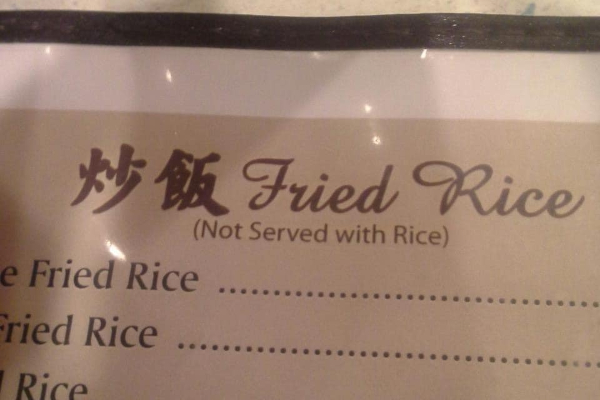 炒飯 Fried Rice
(Not Served with Rice)
e Fried Rice ........................................
Fried Rice ............................................
Rice